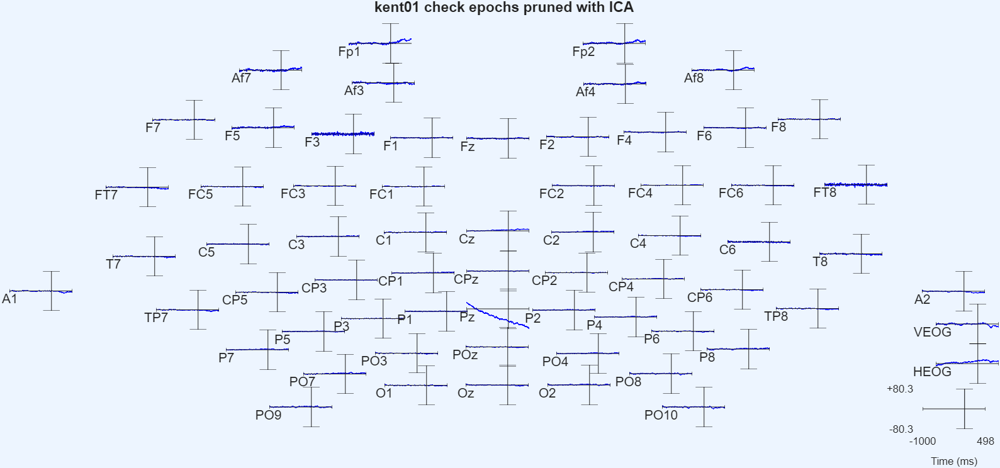 kent01 check epochs pruned with ICA
Fp1
Fp2
Af7
Af3
Af4
Af8
F7
F5
F3
F1
Fz
F2
F4
F6
F8
FT7
FC5
FC3
FC1
FC2
FC4
FC6
FT8
T7
C5
C3
C1
Cz
C2
C4
C6
T8
A1
TP7
CP5
CP3
CP1
CPz
CP2
CP4
CP6
TP8
A2
P7
P5
P3
P1
Pz
P2
P4
P6
P8
VEOG
PO7
PO3
POz
PO4
PO8
HEOG
PO9
O1
Oz
O2
PO10
+80.3
-80.3
-1000 498
Time (ms)